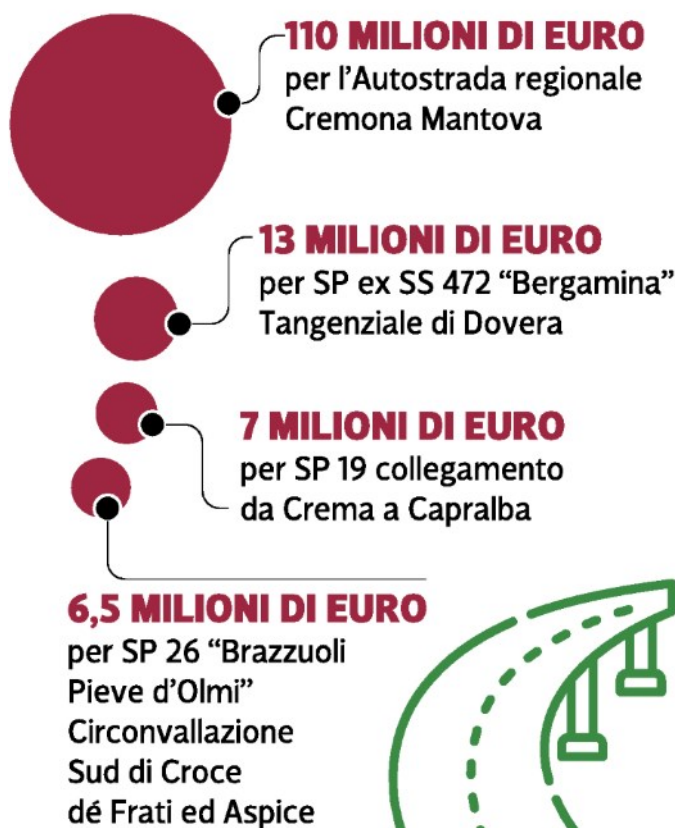 110 MILIONI DI EURO
per l’Autostrada regionale
Cremona Mantova
13 MILIONI DI EURO
per SP ex SS 472 “Bergamina”
Tangenziale di Dovera
7 MILIONI DI EURO
per SP 19 collegamento
da Crema a Capralba
6,5 MILIONI DI EURO
per SP 26 “Brazzuoli
Pieve d’Olmi”
Circonvallazione
Sud di Croce
dé Frati ed Aspice